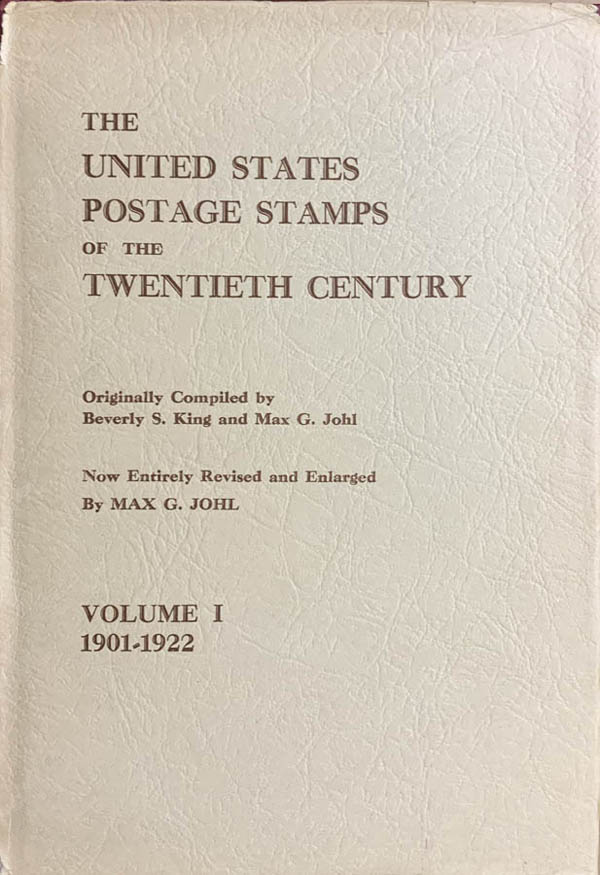 THE
UNITED STATES
POSTAGE STAMPS
OF THE
TWENTIETH CENTURY
Originally Compiled by
Beverly S. King and Max G. Johl
Now Entirely Revised and Enlarged
By MAX G. JOHL
VOLUME I
1901-1922